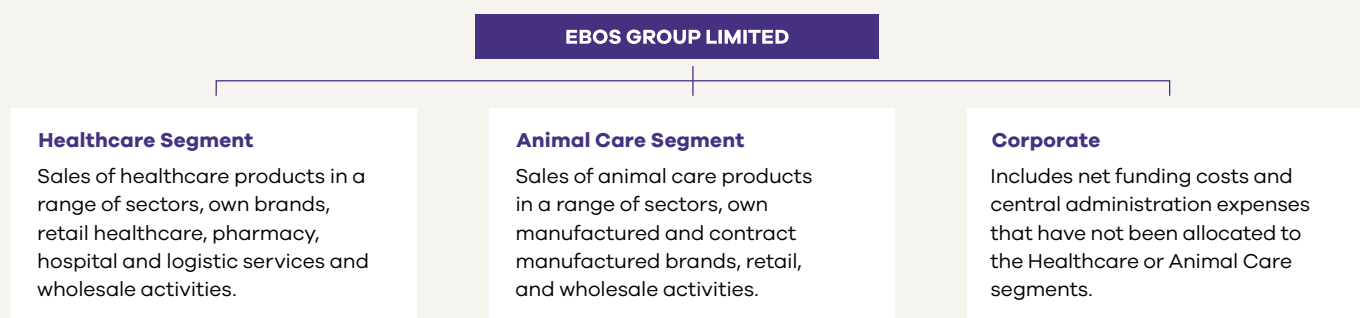 EBOS GROUP LIMITED
Healthcare Segment
Sales of healthcare products in a
range of sectors, own brands,
retail healthcare, pharmacy,
hospital and logistic services and
wholesale activities.
Animal Care Segment
Sales of animal care products
in a range of sectors, own
manufactured and contract
manufactured brands, retail,
and wholesale activities.
Corporate
Includes net funding costs and
central administration expenses
that have not been allocated to
the Healthcare or Animal Care
segments.